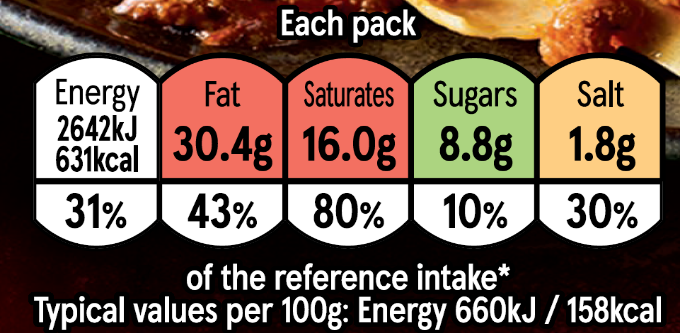 Each pack
Energy Fat Saturates Sugars Salt
2642kJ
631kcal 30.4g 16.0g 8.8g 1.8g
31% 43% 80% 10% 30%
of the reference intake*
Typical values per 100g: Energy 660kJ / 158kcal